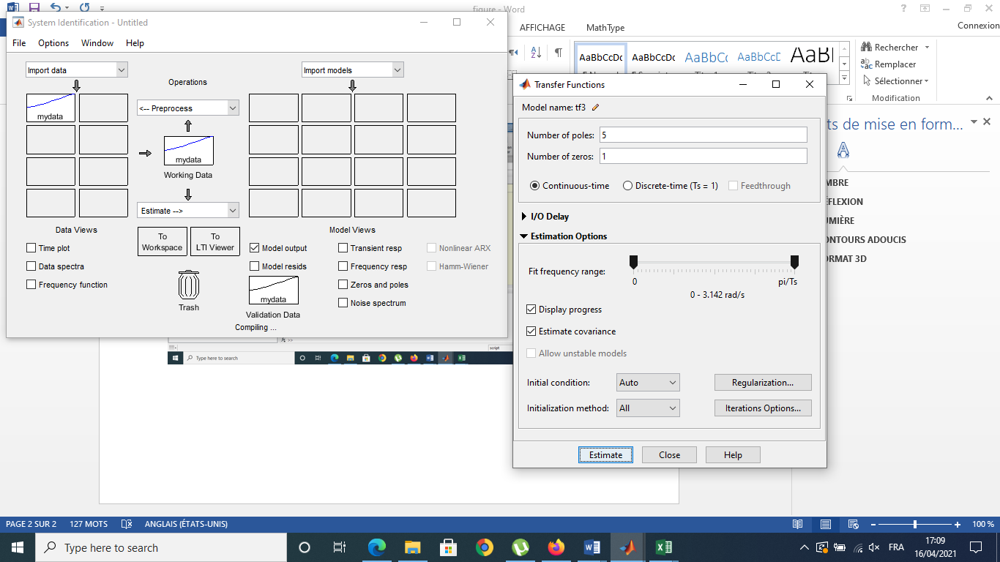 figure - Word
System Identification - Untitled
File Options Window Help
AFFICHAGE MathType
Connexion
Import data
Import models
Operations
mydata
<-- Preprocess
mydata
Working Data
Estimate -->
Data Views
To Workspace
To LTI Viewer
Model Views
Time plot
Data spectra
Frequency function
Trash
Model output
Model resids
mydata
Validation Data
Compiling ...
Transient resp
Frequency resp
Zeros and poles
Noise spectrum
Nonlinear ARX
Hamm-Wiener
AaBbCcDc AaBbCcDc AaBbCc AaBbCcE AaBb
Rechercher
Remplacer
Sélectionner
Modification
Transfer Functions
Model name: tf3
Number of poles: 5
Number of zeros: 1
Continuous-time Discrete-time (Ts = 1) Feedthrough
I/O Delay
Estimation Options
Fit frequency range:
0 pi/Ts
0 - 3.142 rad/s
Display progress
Estimate covariance
Allow unstable models
Initial condition: Auto Regularization...
Initialization method: All Iterations Options...
Estimate Close Help
ts de mise en form...
MBRE
ÉFLEXION
UMIÈRE
ONTOURS ADOUCIS
ORMAT 3D
script
Type here to search
PAGE 2 SUR 2 127 MOTS ANGLAIS (ÉTATS-UNIS) 100 %
Type here to search
FRA
17:09
16/04/2021